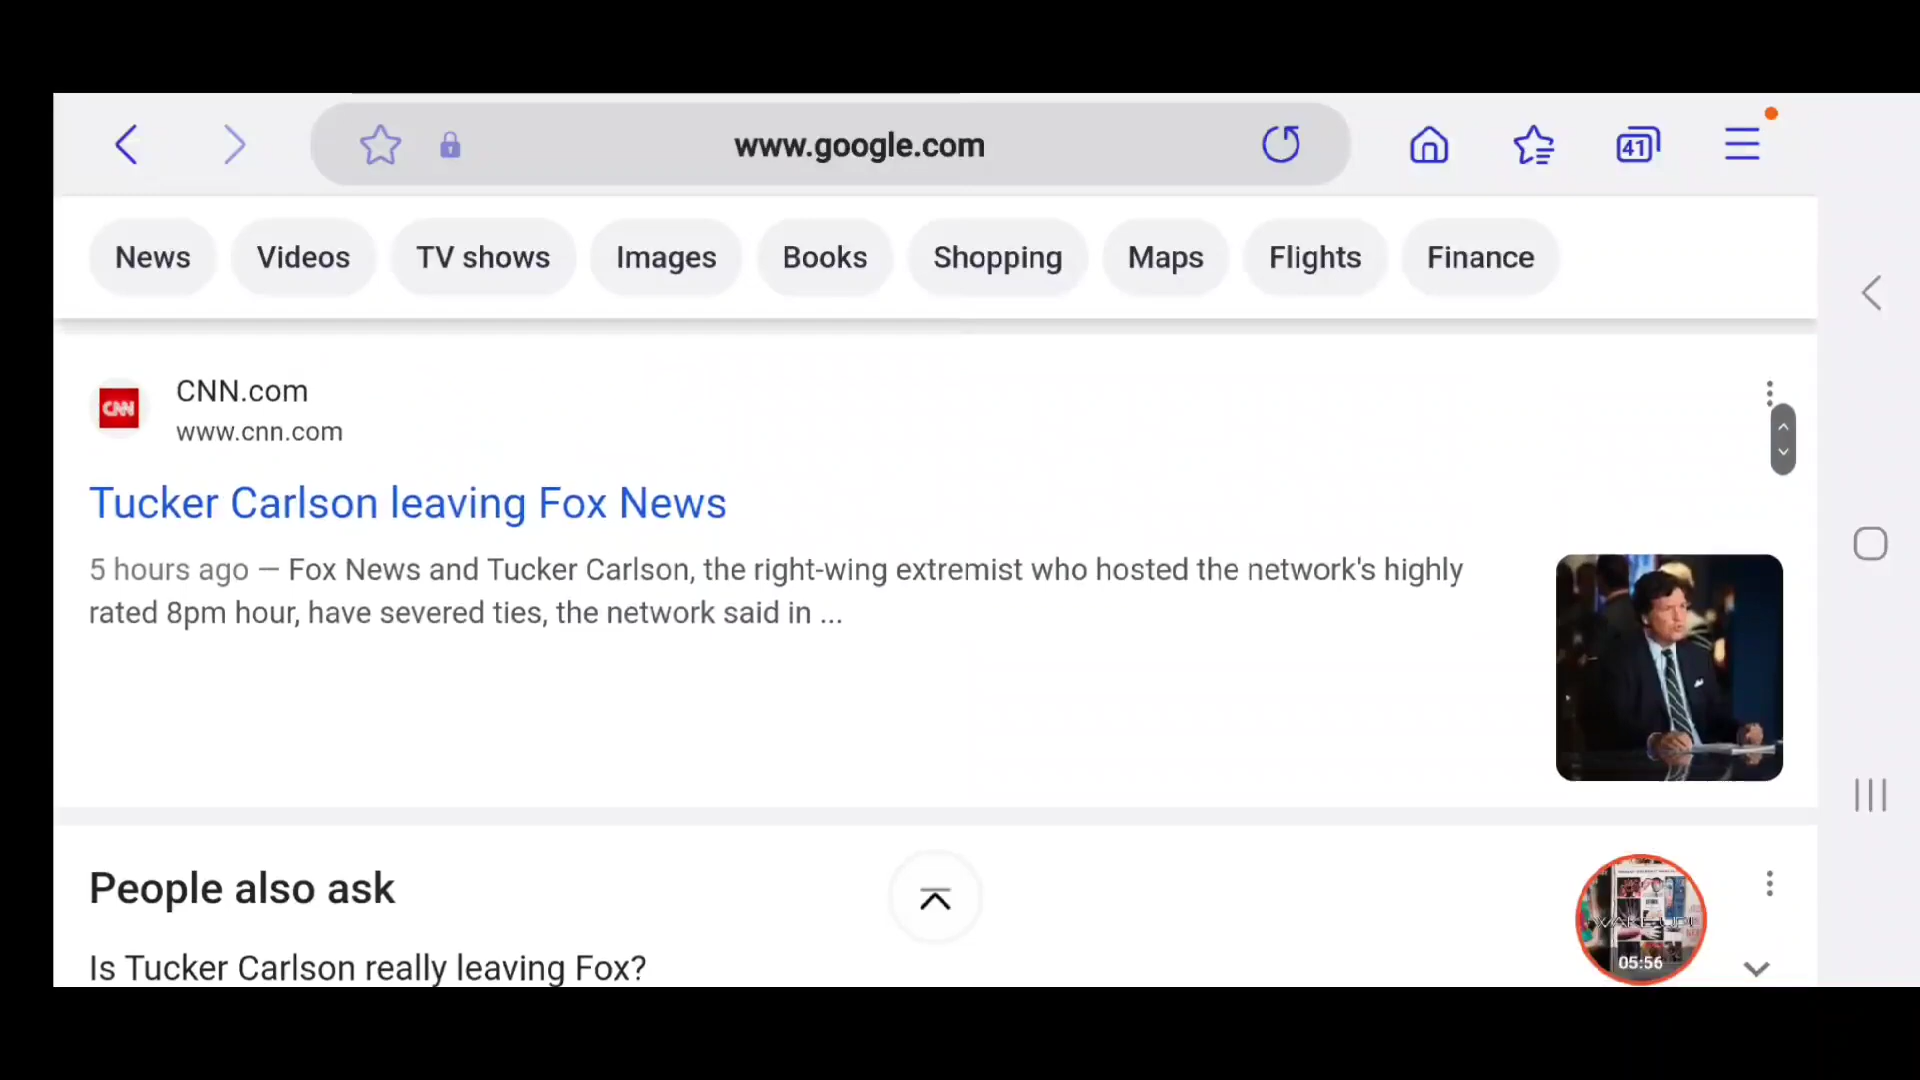 www.google.com
41
News Videos TV shows Images Books Shopping Maps Flights Finance
CNN
CNN.com
www.cnn.com
Tucker Carlson leaving Fox News
5 hours ago — Fox News and Tucker Carlson, the right-wing extremist who hosted the network's highly
rated 8pm hour, have severed ties, the network said in ...
People also ask
WAKE UP!
05:56
Is Tucker Carlson really leaving Fox?